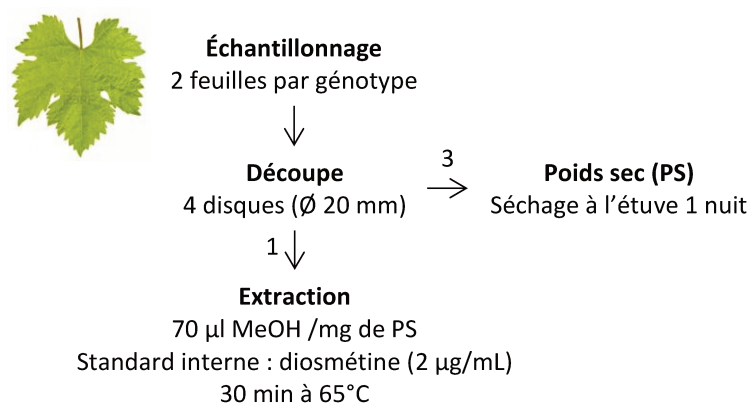 Échantillonnage
2 feuilles par génotype
Découpe
4 disques (Ø 20 mm)
3
Poids sec (PS)
Séchage à l’étuve 1 nuit
1
Extraction
70 µl MeOH /mg de PS
Standard interne : diosmétine (2 µg/mL)
30 min à 65°C